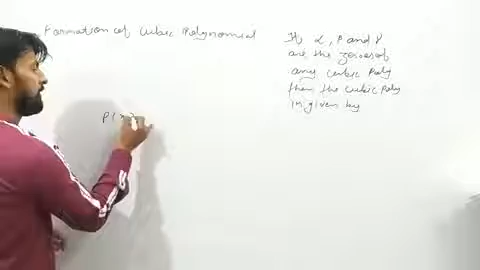 Formation of Cubic Polynomial
If α, β and γ
are the zeroes of
any cubic Poly
then the cubic Poly
is given by
P(x)